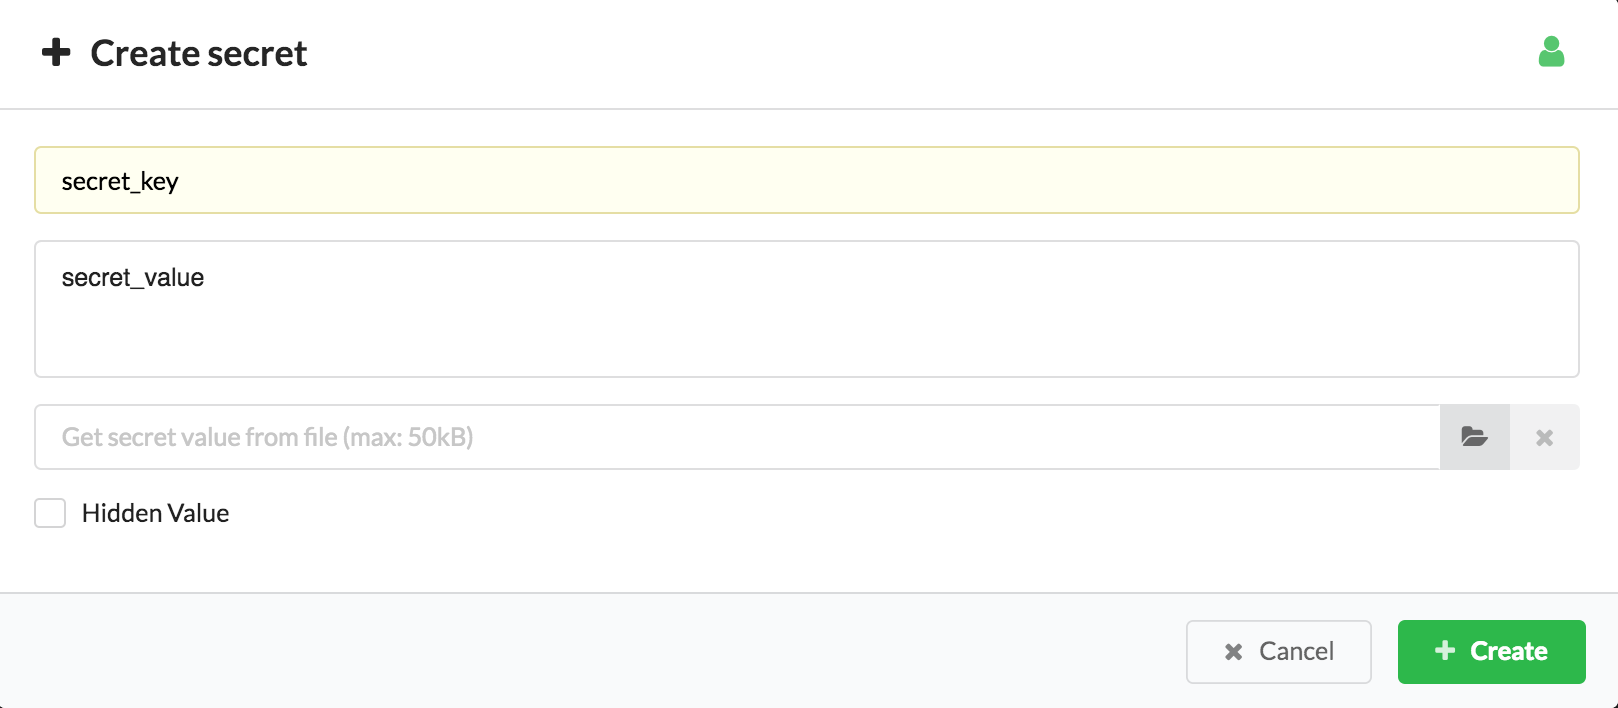 Create secret
secret_key
secret_value
Get secret value from file (max: 50kB)
Hidden Value
Cancel
Create